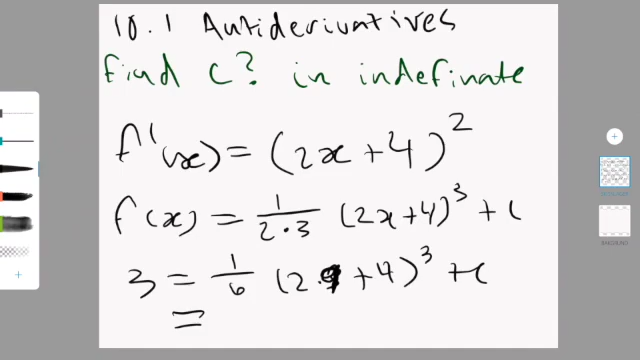 10.1 Antiderivatives
Find C? in indefinate
f'(x) = (2x+4)^2
f(x) = 1/(2·3) (2x+4)^3 + C
3 = 1/6 (2· +4)^3 + C
=